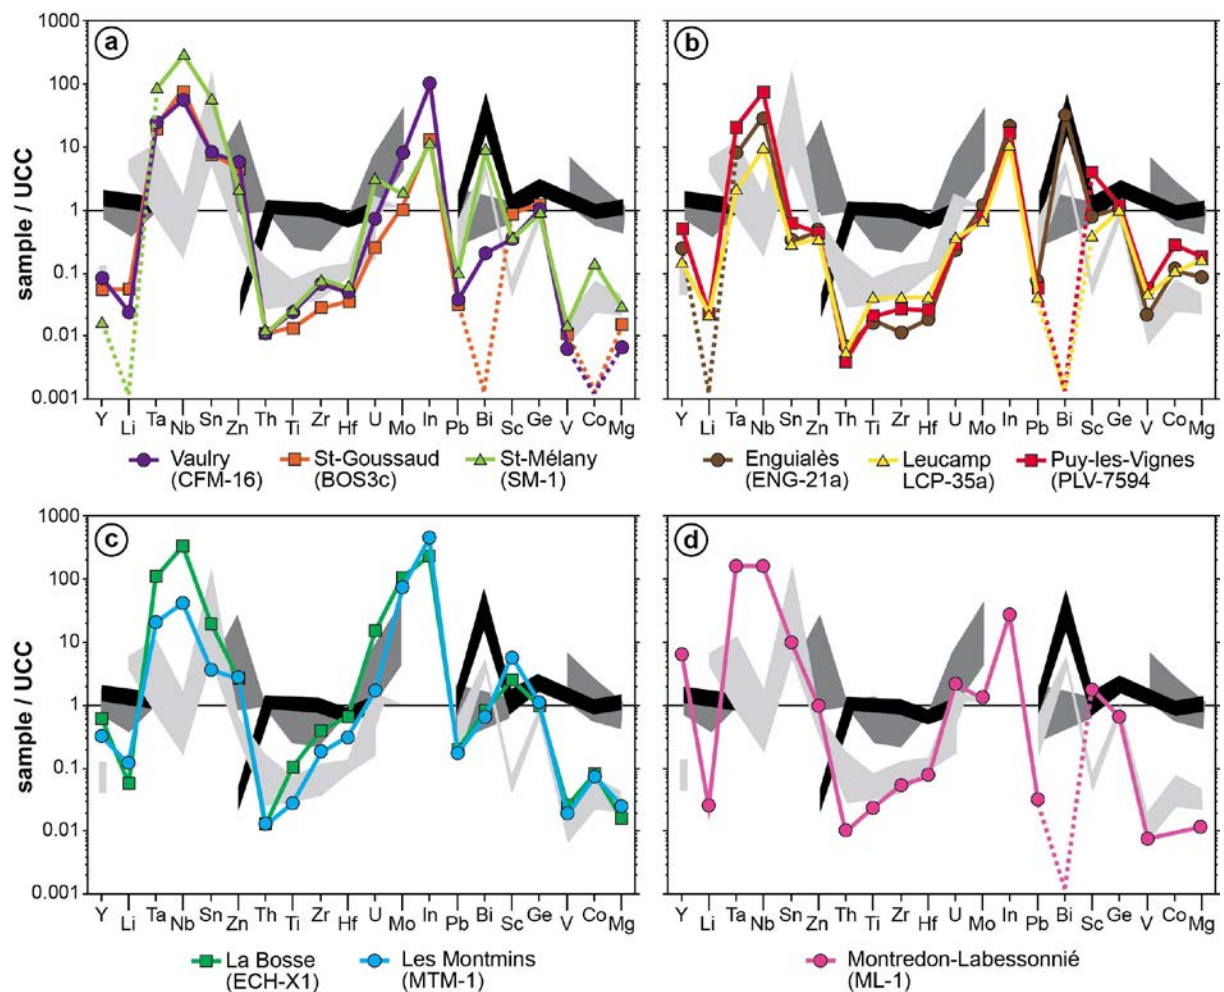 a
b
sample / UCC
1000
100
10
1
0.1
0.01
0.001
Y Li Ta Nb Sn Zn Th Ti Zr Hf U Mo In Pb Bi Sc Ge V Co Mg
Y Li Ta Nb Sn Zn Th Ti Zr Hf U Mo In Pb Bi Sc Ge V Co Mg
Vaulry
(CFM-16)
St-Goussaud
(BOS3c)
St-Mélany
(SM-1)
Enguialès
(ENG-21a)
Leucamp
LCP-35a)
Puy-les-Vignes
(PLV-7594
c
d
sample / UCC
1000
100
10
1
0.1
0.01
0.001
Y Li Ta Nb Sn Zn Th Ti Zr Hf U Mo In Pb Bi Sc Ge V Co Mg
Y Li Ta Nb Sn Zn Th Ti Zr Hf U Mo In Pb Bi Sc Ge V Co Mg
La Bosse
(ECH-X1)
Les Montmins
(MTM-1)
Montredon-Labessonnié
(ML-1)